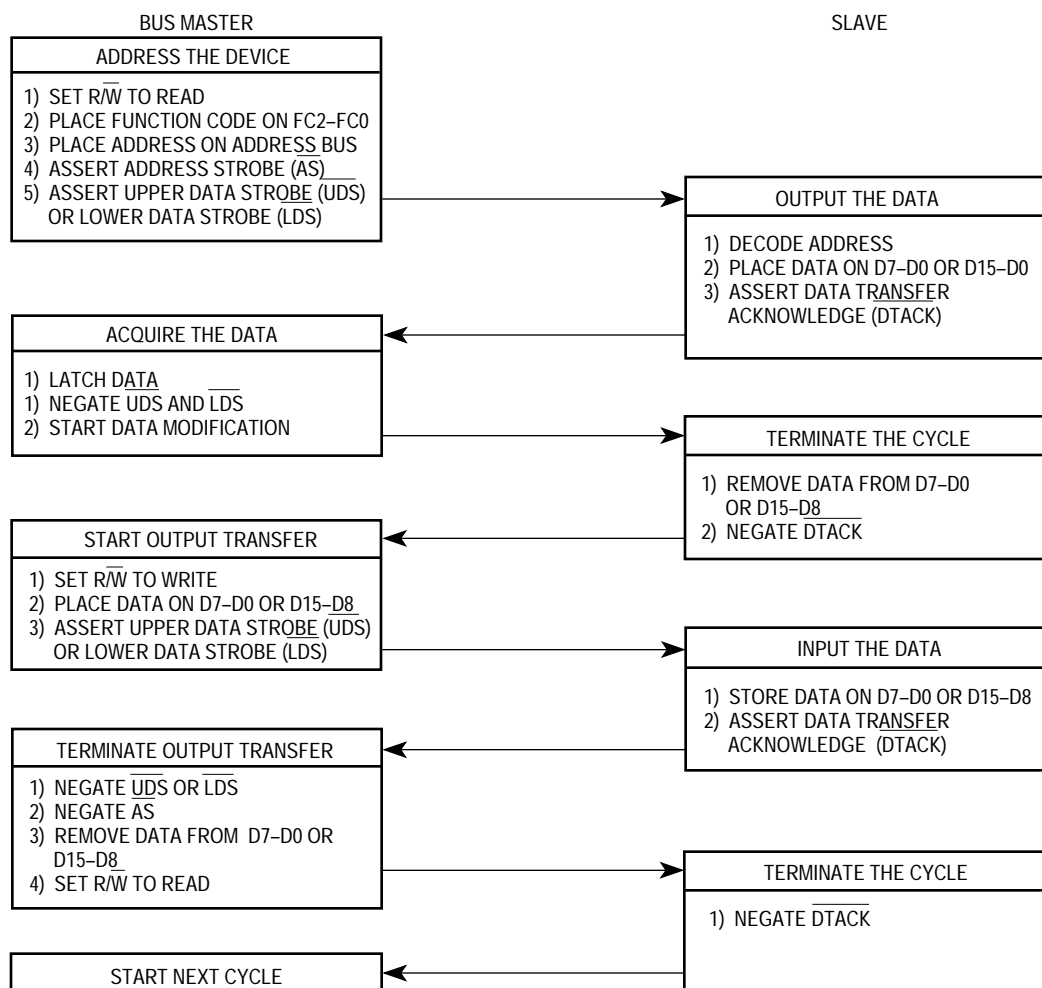 BUS MASTER
SLAVE
ADDRESS THE DEVICE
1) SET R/W TO READ
2) PLACE FUNCTION CODE ON FC2–FC0
3) PLACE ADDRESS ON ADDRESS BUS
4) ASSERT ADDRESS STROBE (AS)
5) ASSERT UPPER DATA STROBE (UDS)
OR LOWER DATA STROBE (LDS)
OUTPUT THE DATA
1) DECODE ADDRESS
2) PLACE DATA ON D7–D0 OR D15–D0
3) ASSERT DATA TRANSFER
ACKNOWLEDGE (DTACK)
ACQUIRE THE DATA
1) LATCH DATA
1) NEGATE UDS AND LDS
2) START DATA MODIFICATION
TERMINATE THE CYCLE
1) REMOVE DATA FROM D7–D0
OR D15–D8
2) NEGATE DTACK
START OUTPUT TRANSFER
1) SET R/W TO WRITE
2) PLACE DATA ON D7–D0 OR D15–D8
3) ASSERT UPPER DATA STROBE (UDS)
OR LOWER DATA STROBE (LDS)
INPUT THE DATA
1) STORE DATA ON D7–D0 OR D15–D8
2) ASSERT DATA TRANSFER
ACKNOWLEDGE (DTACK)
TERMINATE OUTPUT TRANSFER
1) NEGATE UDS OR LDS
2) NEGATE AS
3) REMOVE DATA FROM D7–D0 OR
D15–D8
4) SET R/W TO READ
TERMINATE THE CYCLE
1) NEGATE DTACK
START NEXT CYCLE